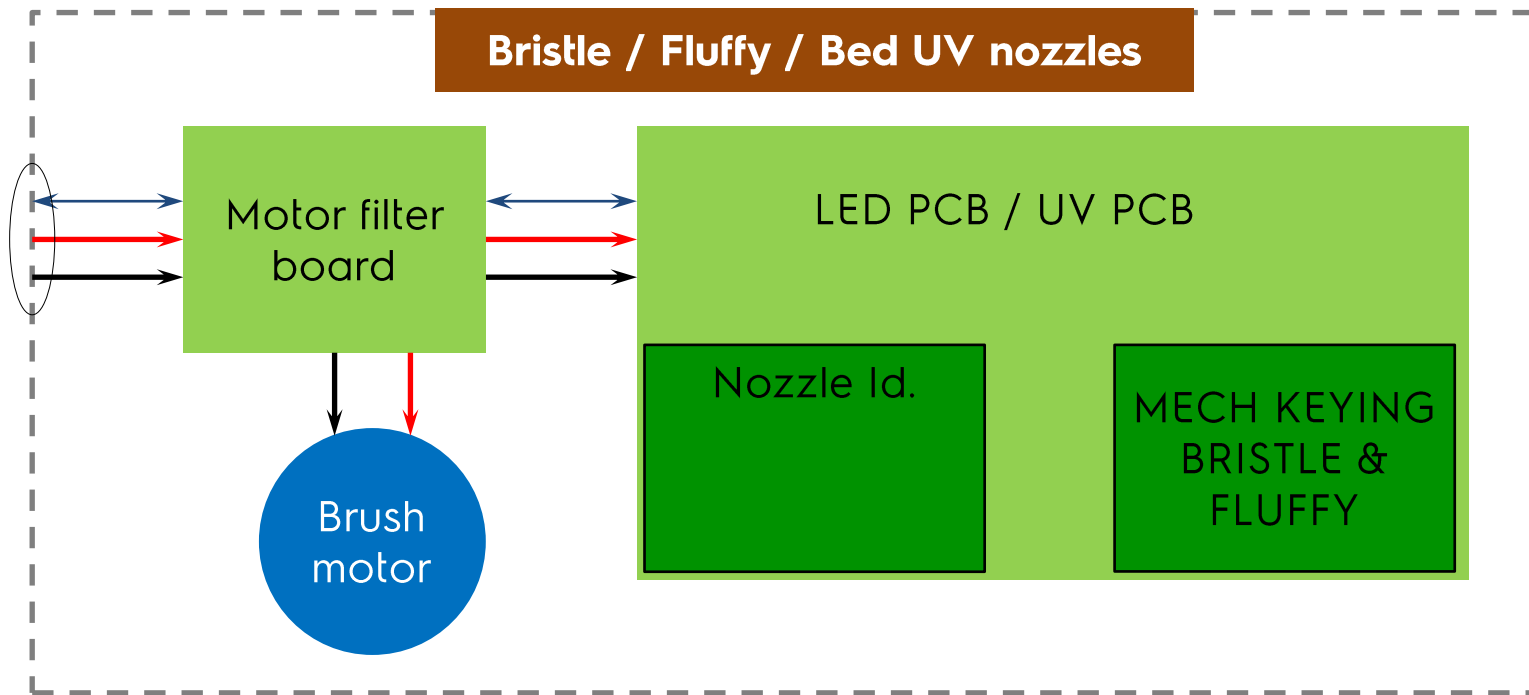 Bristle / Fluffy / Bed UV nozzles
Motor filter
board
LED PCB / UV PCB
Nozzle Id.
MECH KEYING
BRISTLE &
FLUFFY
Brush
motor